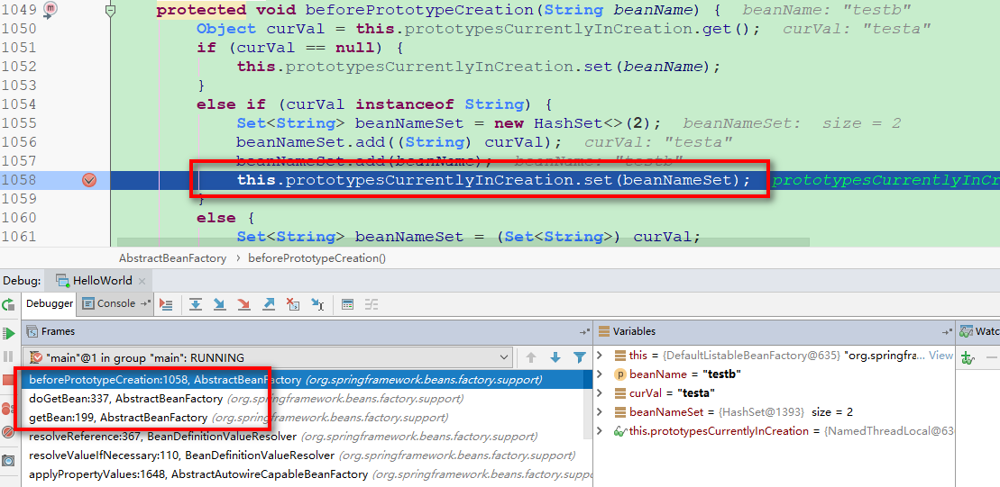 1049 protected void beforePrototypeCreation(String beanName) { beanName: "testb"
1050 Object curVal = this.prototypesCurrentlyInCreation.get(); curVal: "testa"
1051 if (curVal == null) {
1052 this.prototypesCurrentlyInCreation.set(beanName);
1053 }
1054 else if (curVal instanceof String) {
1055 Set<String> beanNameSet = new HashSet<>(2); beanNameSet: size = 2
1056 beanNameSet.add((String) curVal); curVal: "testa"
1057 beanNameSet.add(beanName); beanName: "testb"
1058 this.prototypesCurrentlyInCreation.set(beanNameSet); prototypesCurrentlyInCr
1059 }
1060 else {
1061 Set<String> beanNameSet = (Set<String>) curVal;
AbstractBeanFactory > beforePrototypeCreation()
Debug: HelloWorld
Debugger Console
Frames Variables Watc
"main"@1 in group "main": RUNNING
beforePrototypeCreation:1058, AbstractBeanFactory (org.springframework.beans.factory.support)
doGetBean:337, AbstractBeanFactory (org.springframework.beans.factory.support)
getBean:199, AbstractBeanFactory (org.springframework.beans.factory.support)
resolveReference:367, BeanDefinitionValueResolver (org.springframework.beans.factory.support)
resolveValueIfNecessary:110, BeanDefinitionValueResolver (org.springframework.beans.factory.support)
applyPropertyValues:1648, AbstractAutowireCapableBeanFactory (org.springframework.beans.factory.suppo
this = {DefaultListableBeanFactory@635} "org.springfra... View
beanName = "testb"
curVal = "testa"
beanNameSet = {HashSet@1393} size = 2
this.prototypesCurrentlyInCreation = {NamedThreadLocal@636